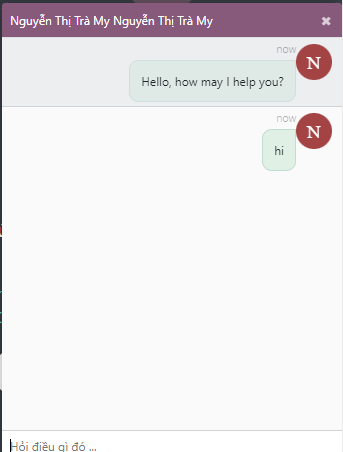 Nguyễn Thị Trà My Nguyễn Thị Trà My ×
now
N
Hello, how may I help you?
now
N
hi
Hỏi điều gì đó ...